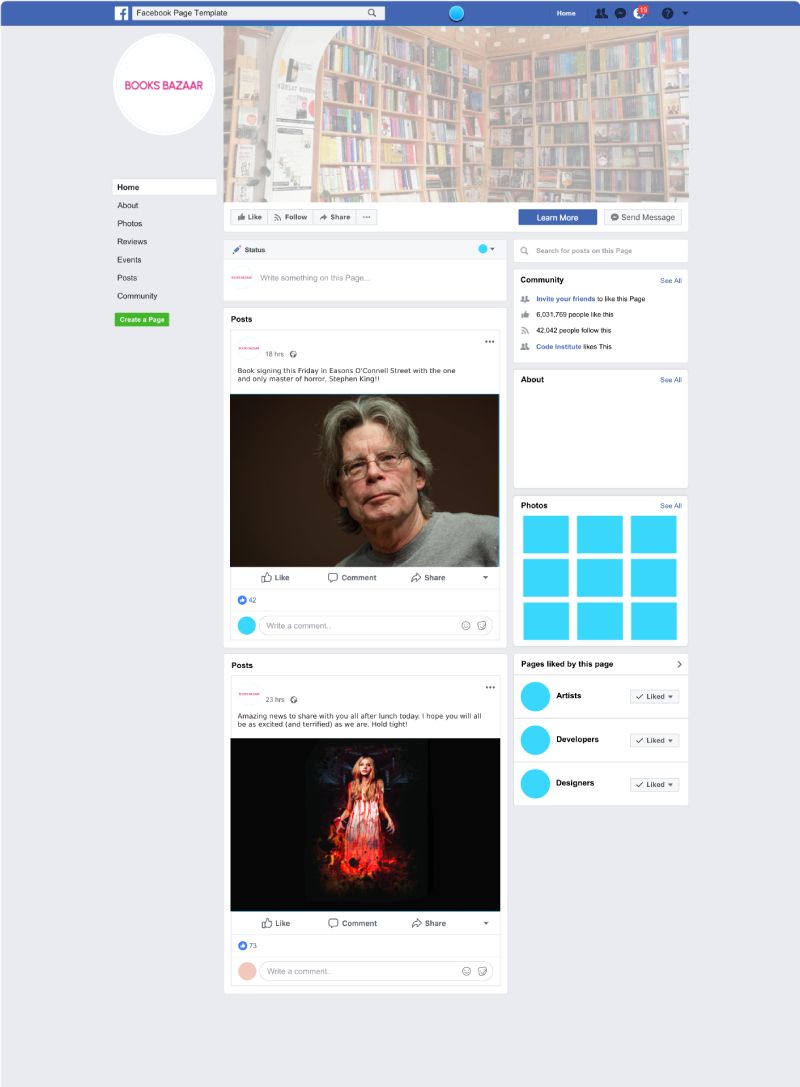 Facebook Page Template
Home
19
BOOKS BAZAAR
Home
About
Photos
Reviews
Events
Posts
Community
Create a Page
Like
Follow
Share
Learn More
Send Message
Status
BOOKS BAZAAR
Write something on this Page...
Posts
BOOKS BAZAAR
18 hrs
Book signing this Friday in Easons O'Connell Street with the one
and only master of horror, Stephen King!!
Like
Comment
Share
42
Write a comment..
Posts
BOOKS BAZAAR
23 hrs
Amazing news to share with you all after lunch today. I hope you will all
be as excited (and terrified) as we are. Hold tight!
Like
Comment
Share
73
Write a comment..
Search for posts on this Page
Community
See All
Invite your friends to like this Page
6,031,769 people like this
42,042 people follow this
Code Institute likes This
About
See All
Photos
See All
Pages liked by this page
Artists
Liked
Developers
Liked
Designers
Liked